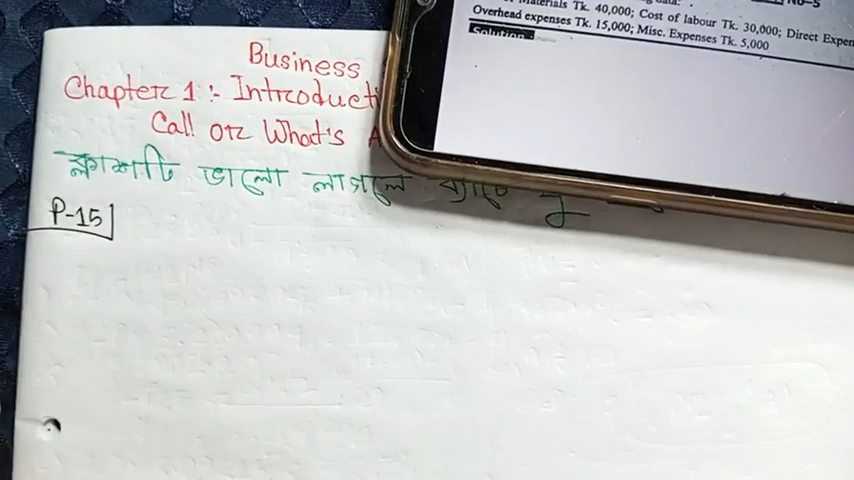 Business
Chapter 1:- Introducti
Call or What's A
ক্লাসটি ভালো লাগলে
P-15
Materials Tk. 40,000; Cost of labour Tk. 30,000; Direct Expen
Overhead expenses Tk. 15,000; Misc. Expenses Tk. 5,000
Solution: